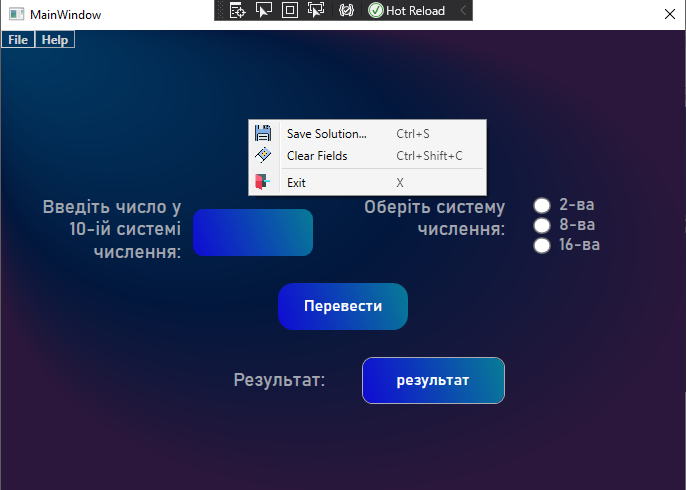 MainWindow
Hot Reload
File Help
Save Solution... Ctrl+S
Clear Fields Ctrl+Shift+C
Exit X
Введіть число у
10-ій системі
числення:
Оберіть систему
числення:
2-ва
8-ва
16-ва
Перевести
Результат:
результат